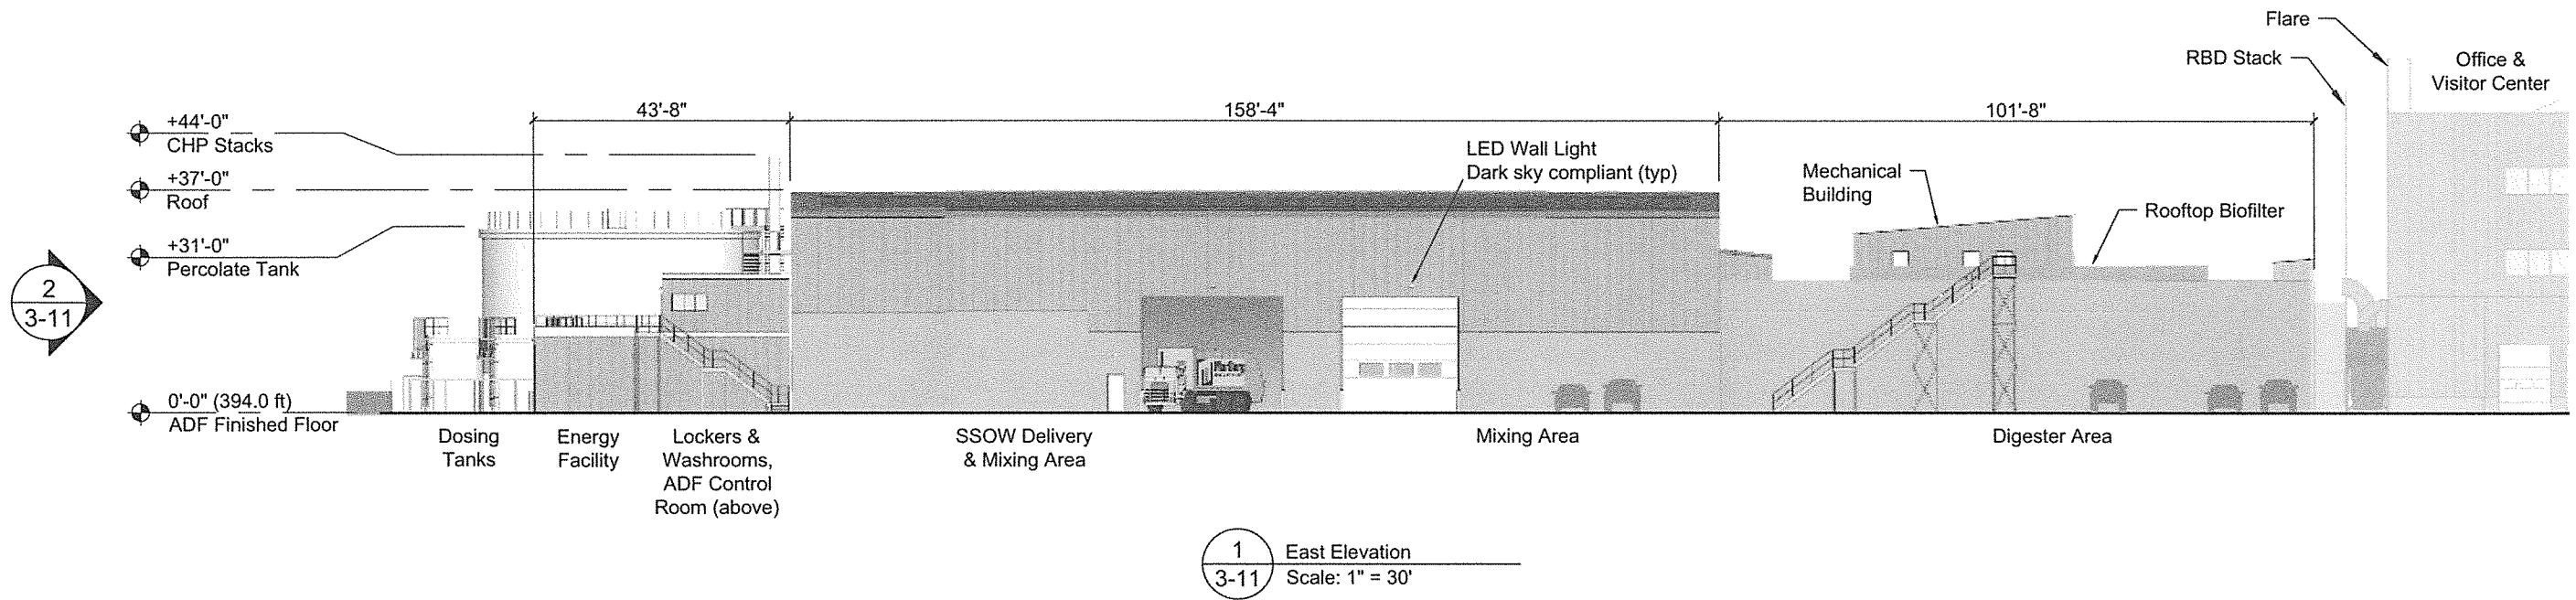 Flare
RBD Stack
Office &
Visitor Center
43'-8"
158'-4"
101'-8"
+44'-0"
CHP Stacks
LED Wall Light
Dark sky compliant (typ)
Mechanical
Building
+37'-0"
Roof
Rooftop Biofilter
+31'-0"
Percolate Tank
2
3-11
0'-0" (394.0 ft)
ADF Finished Floor
Dosing
Tanks
Energy
Facility
Lockers &
Washrooms,
ADF Control
Room (above)
SSOW Delivery
& Mixing Area
Mixing Area
Digester Area
1
3-11
East Elevation
Scale: 1" = 30'